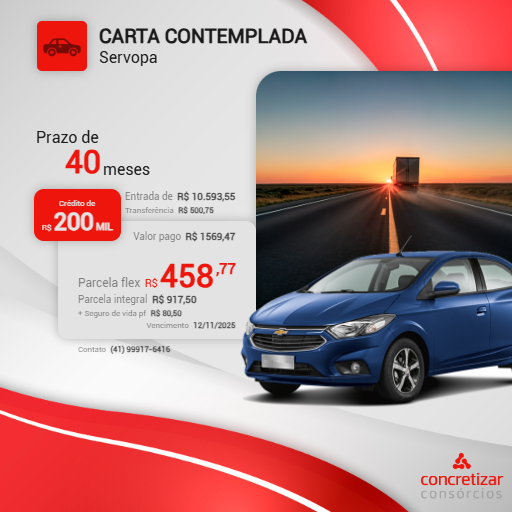 CARTA CONTEMPLADA
Servopa
Prazo de
40 meses
Crédito de
R$ 200 MIL
Entrada de R$ 10.593,55
Transferência R$ 500,75
Valor pago R$ 1569,47
Parcela flex R$ 458,77
Parcela integral R$ 917,50
+ Seguro de vida pf R$ 80,50
Vencimento 12/11/2025
Contato (41) 99917-6416
concretizar
consórcios